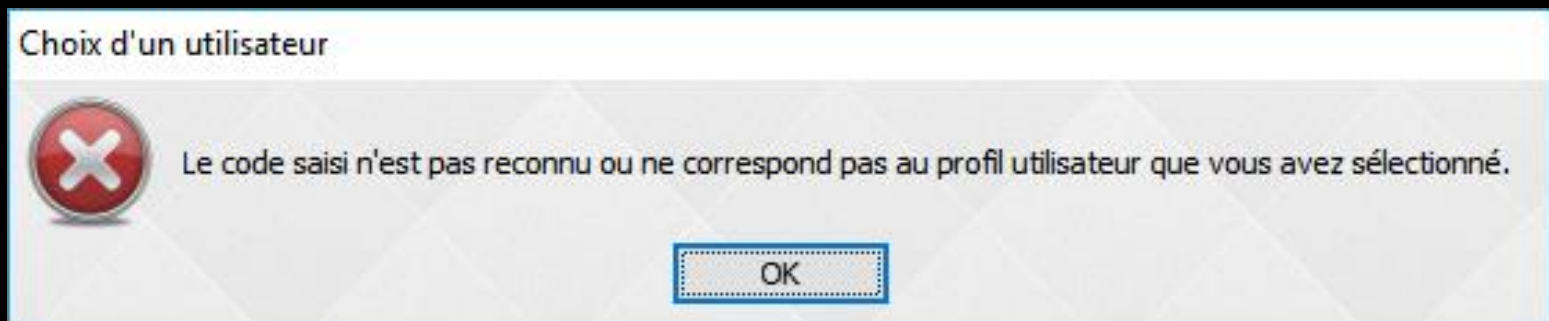 Choix d'un utilisateur
Le code saisi n'est pas reconnu ou ne correspond pas au profil utilisateur que vous avez sélectionné.
OK